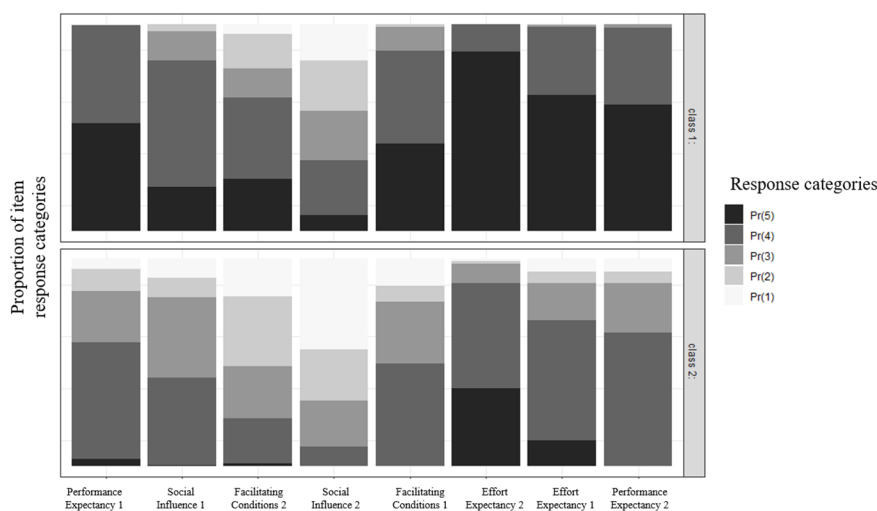 Proportion of item
response categories
class 1:
class 2:
Response categories
Pr(5)
Pr(4)
Pr(3)
Pr(2)
Pr(1)
Performance
Expectancy 1
Social
Influence 1
Facilitating
Conditions 2
Social
Influence 2
Facilitating
Conditions 1
Effort
Expectancy 2
Effort
Expectancy 1
Performance
Expectancy 2